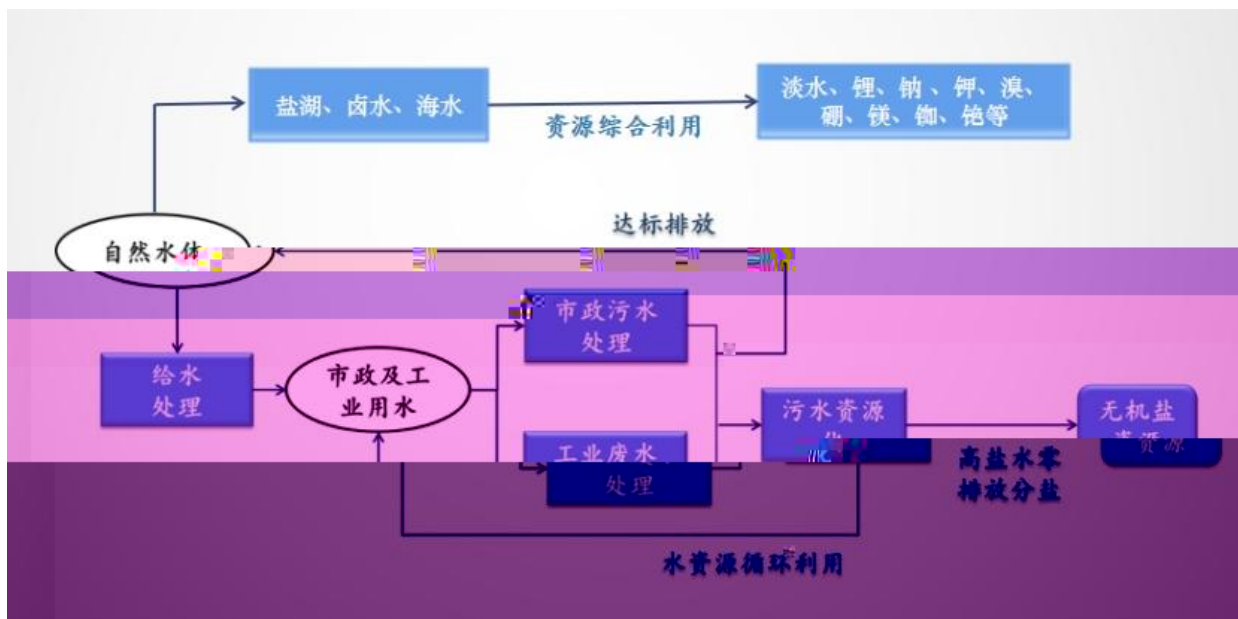 盐湖、卤水、海水
资源综合利用
淡水、锂、钠、钾、溴、
硼、镁、铷、铯等
达标排放
自然水体
市政污水
处理
给水
处理
市政及工
业用水
污水资源
化
无机盐
资源
工业废水
处理
高盐水零
排放分盐
水资源循环利用